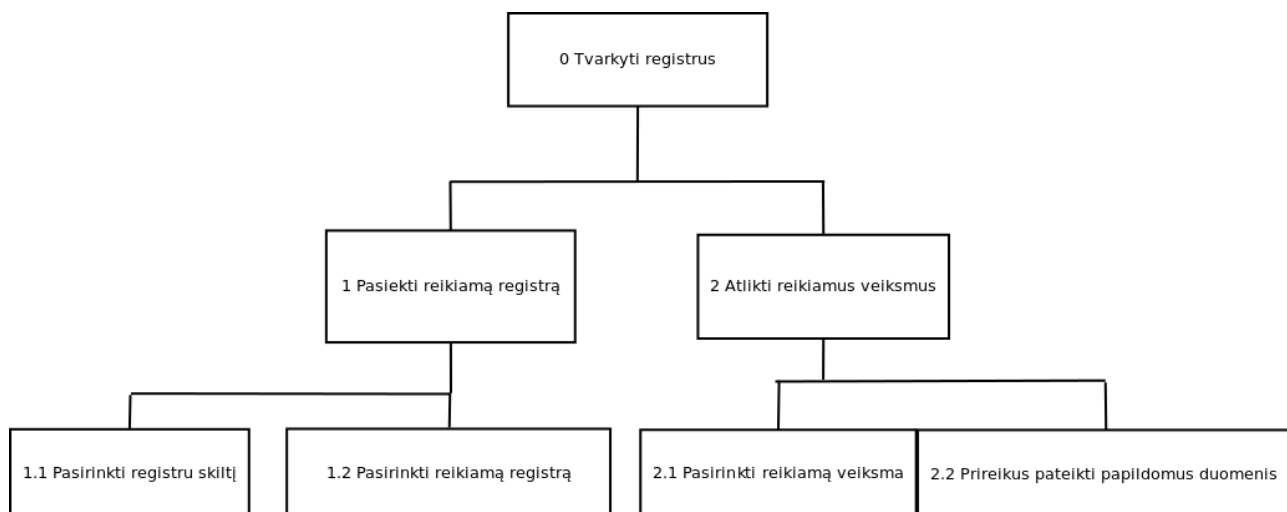 0 Tvarkyti registrus
1 Pasiekti reikiamą registrą
2 Atlikti reikiamus veiksmus
1.1 Pasirinkti registru skiltį
1.2 Pasirinkti reikiamą registrą
2.1 Pasirinkti reikiamą veiksma
2.2 Prireikus pateikti papildomus duomenis